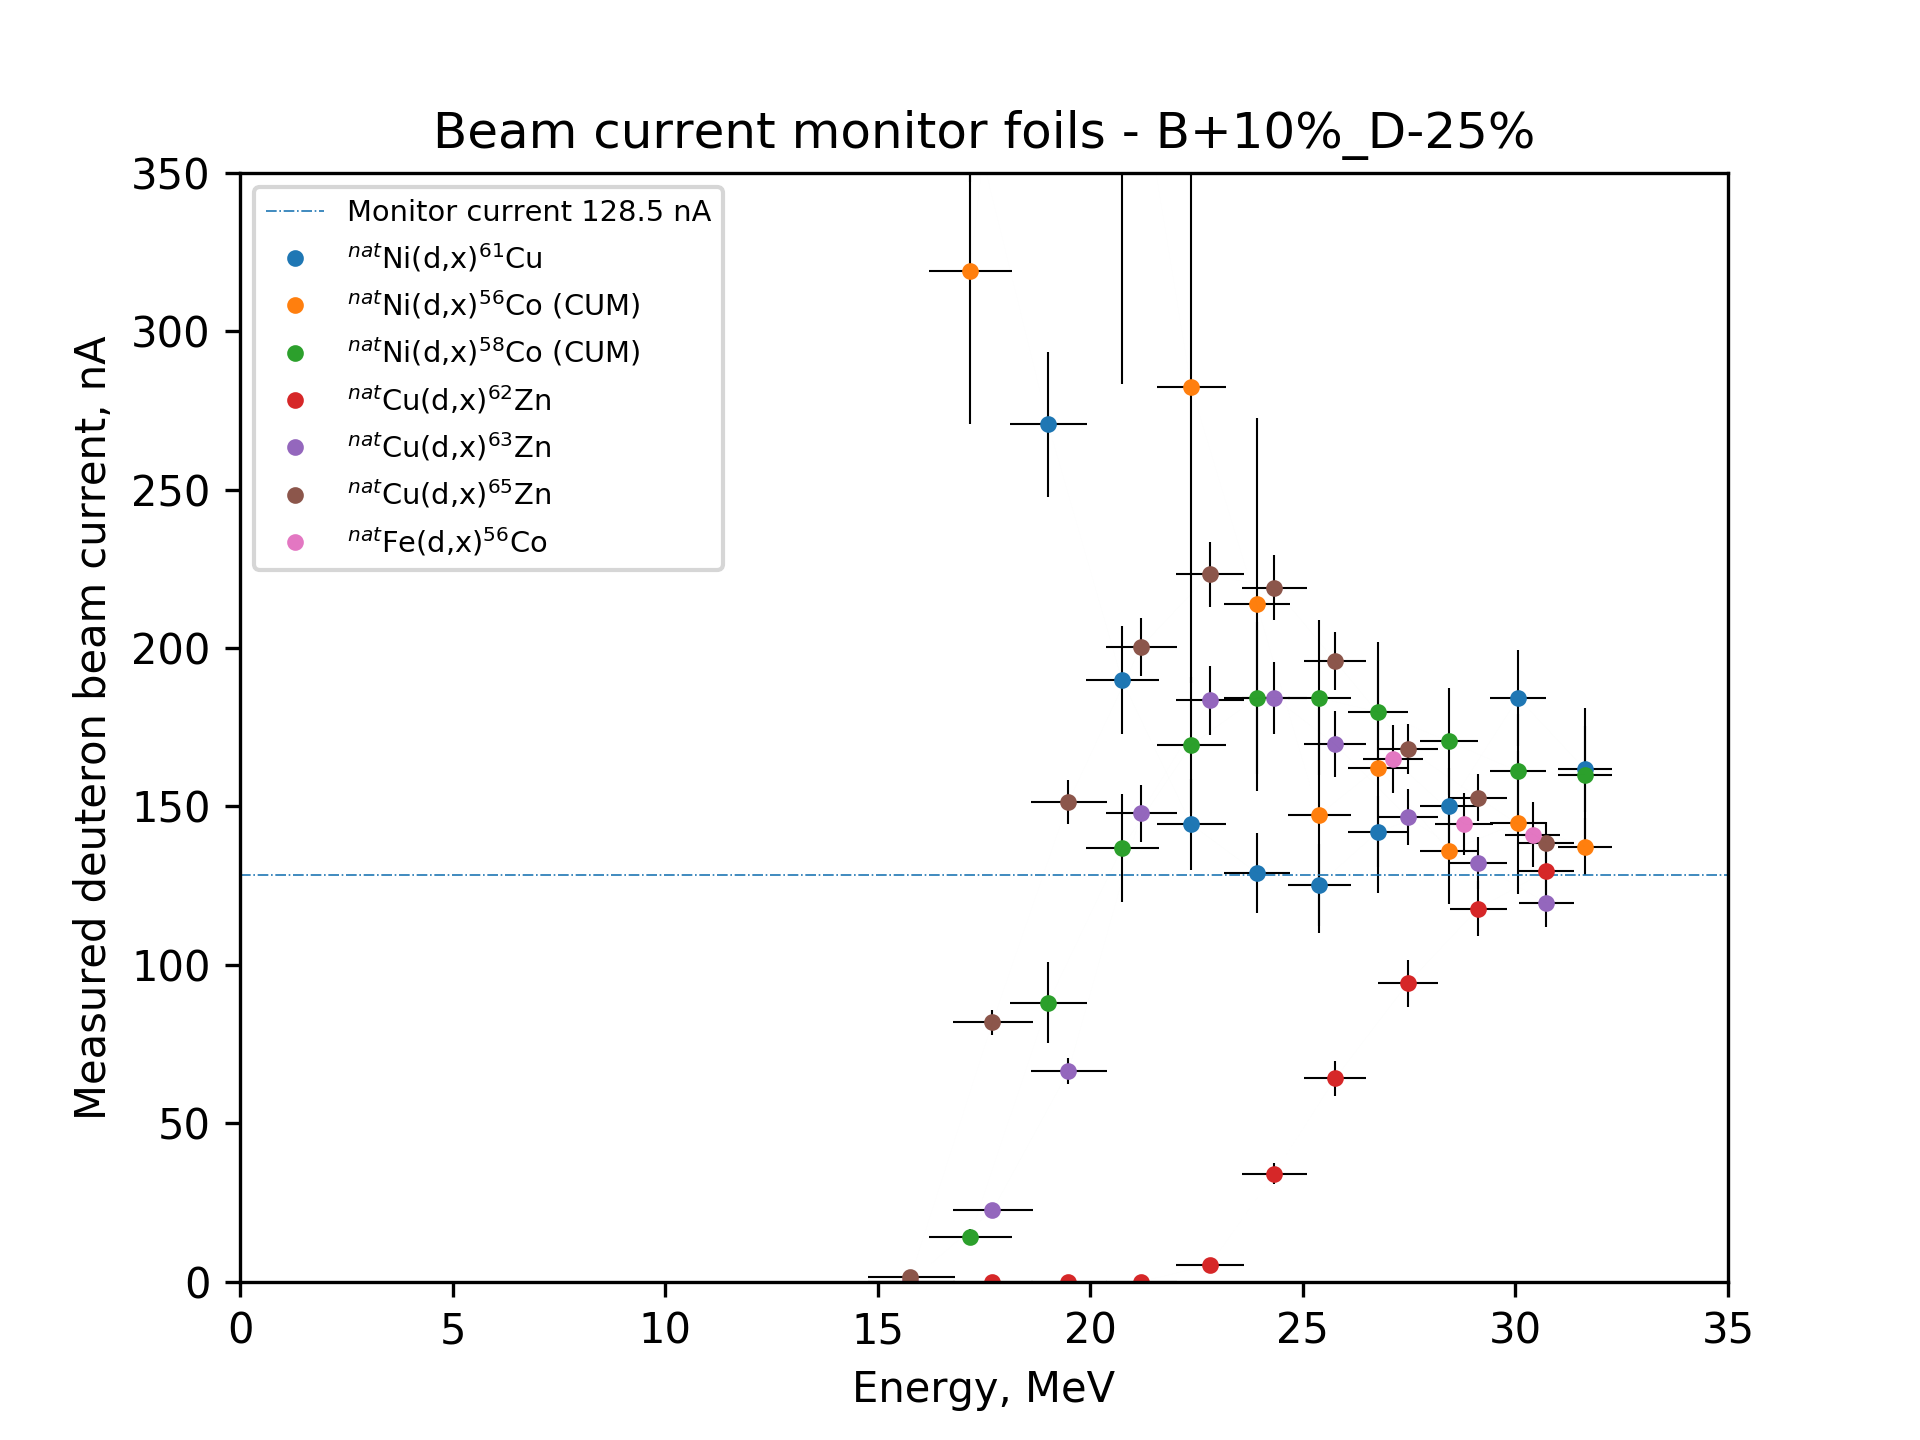 Beam current monitor foils - B+10%_D-25%
Monitor current 128.5 nA
natNi(d,x)61Cu
natNi(d,x)56Co (CUM)
natNi(d,x)58Co (CUM)
natCu(d,x)62Zn
natCu(d,x)63Zn
natCu(d,x)65Zn
natFe(d,x)56Co
Measured deuteron beam current, nA
350
300
250
200
150
100
50
0
0 5 10 15 20 25 30 35
Energy, MeV